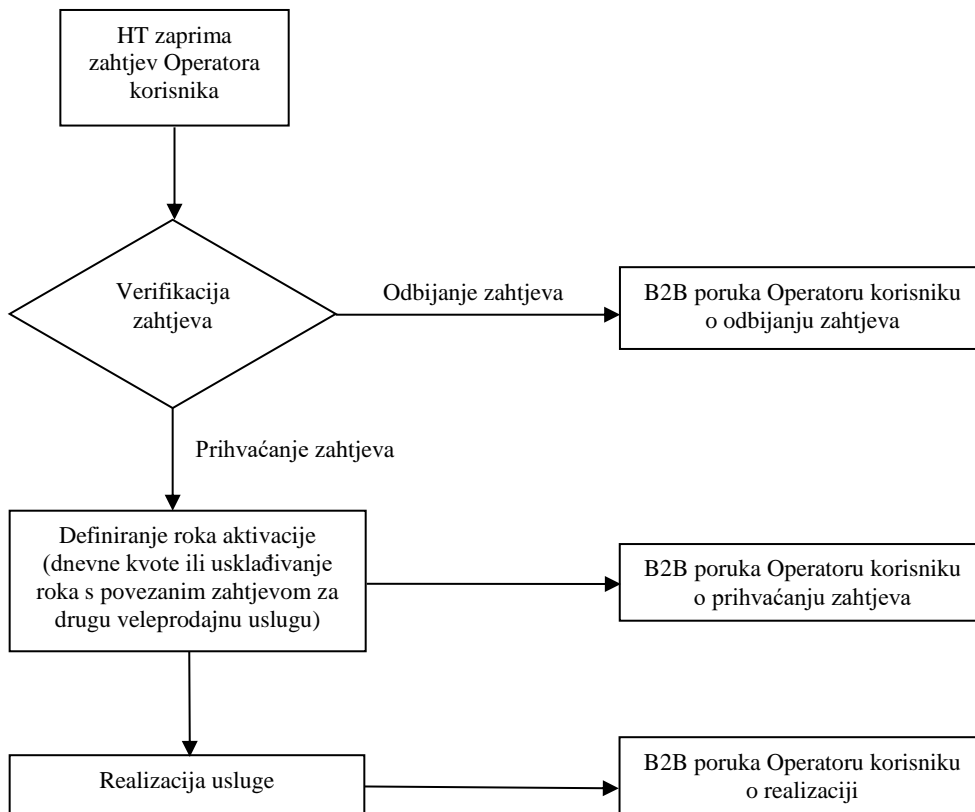 HT zaprima
zahtjev Operatora
korisnika
Verifikacija
zahtjeva
Odbijanje zahtjeva
B2B poruka Operatoru korisniku
o odbijanju zahtjeva
Prihvaćanje zahtjeva
Definiranje roka aktivacije
(dnevne kvote ili usklađivanje
roka s povezanim zahtjevom za
drugu veleprodajnu uslugu)
B2B poruka Operatoru korisniku
o prihvaćanju zahtjeva
Realizacija usluge
B2B poruka Operatoru korisniku
o realizaciji